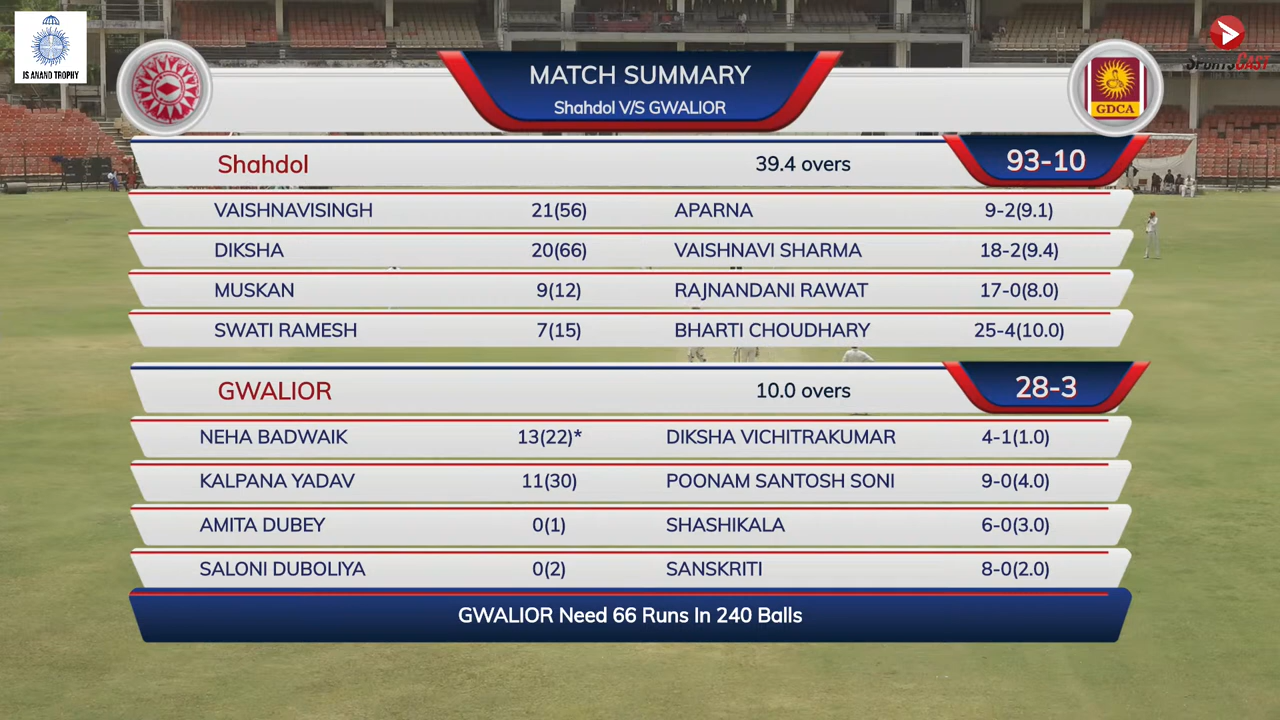 JS ANAND TROPHY
SPORTSCAST
MATCH SUMMARY
Shahdol V/S GWALIOR
GDCA
Shahdol 39.4 overs 93-10
VAISHNAVISINGH 21(56) APARNA 9-2(9.1)
DIKSHA 20(66) VAISHNAVI SHARMA 18-2(9.4)
MUSKAN 9(12) RAJNANDANI RAWAT 17-0(8.0)
SWATI RAMESH 7(15) BHARTI CHOUDHARY 25-4(10.0)
GWALIOR 10.0 overs 28-3
NEHA BADWAIK 13(22)* DIKSHA VICHITRAKUMAR 4-1(1.0)
KALPANA YADAV 11(30) POONAM SANTOSH SONI 9-0(4.0)
AMITA DUBEY 0(1) SHASHIKALA 6-0(3.0)
SALONI DUBOLIYA 0(2) SANSKRITI 8-0(2.0)
GWALIOR Need 66 Runs In 240 Balls